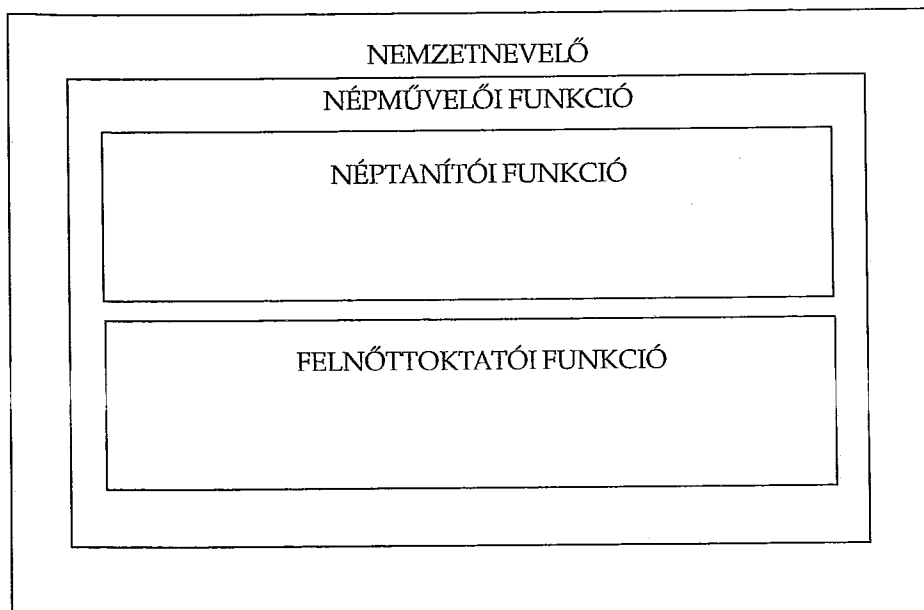 NEMZETNEVELŐ
NÉPMŰVELŐI FUNKCIÓ
NÉPTANÍTÓI FUNKCIÓ
FELNŐTTOKTATÓI FUNKCIÓ